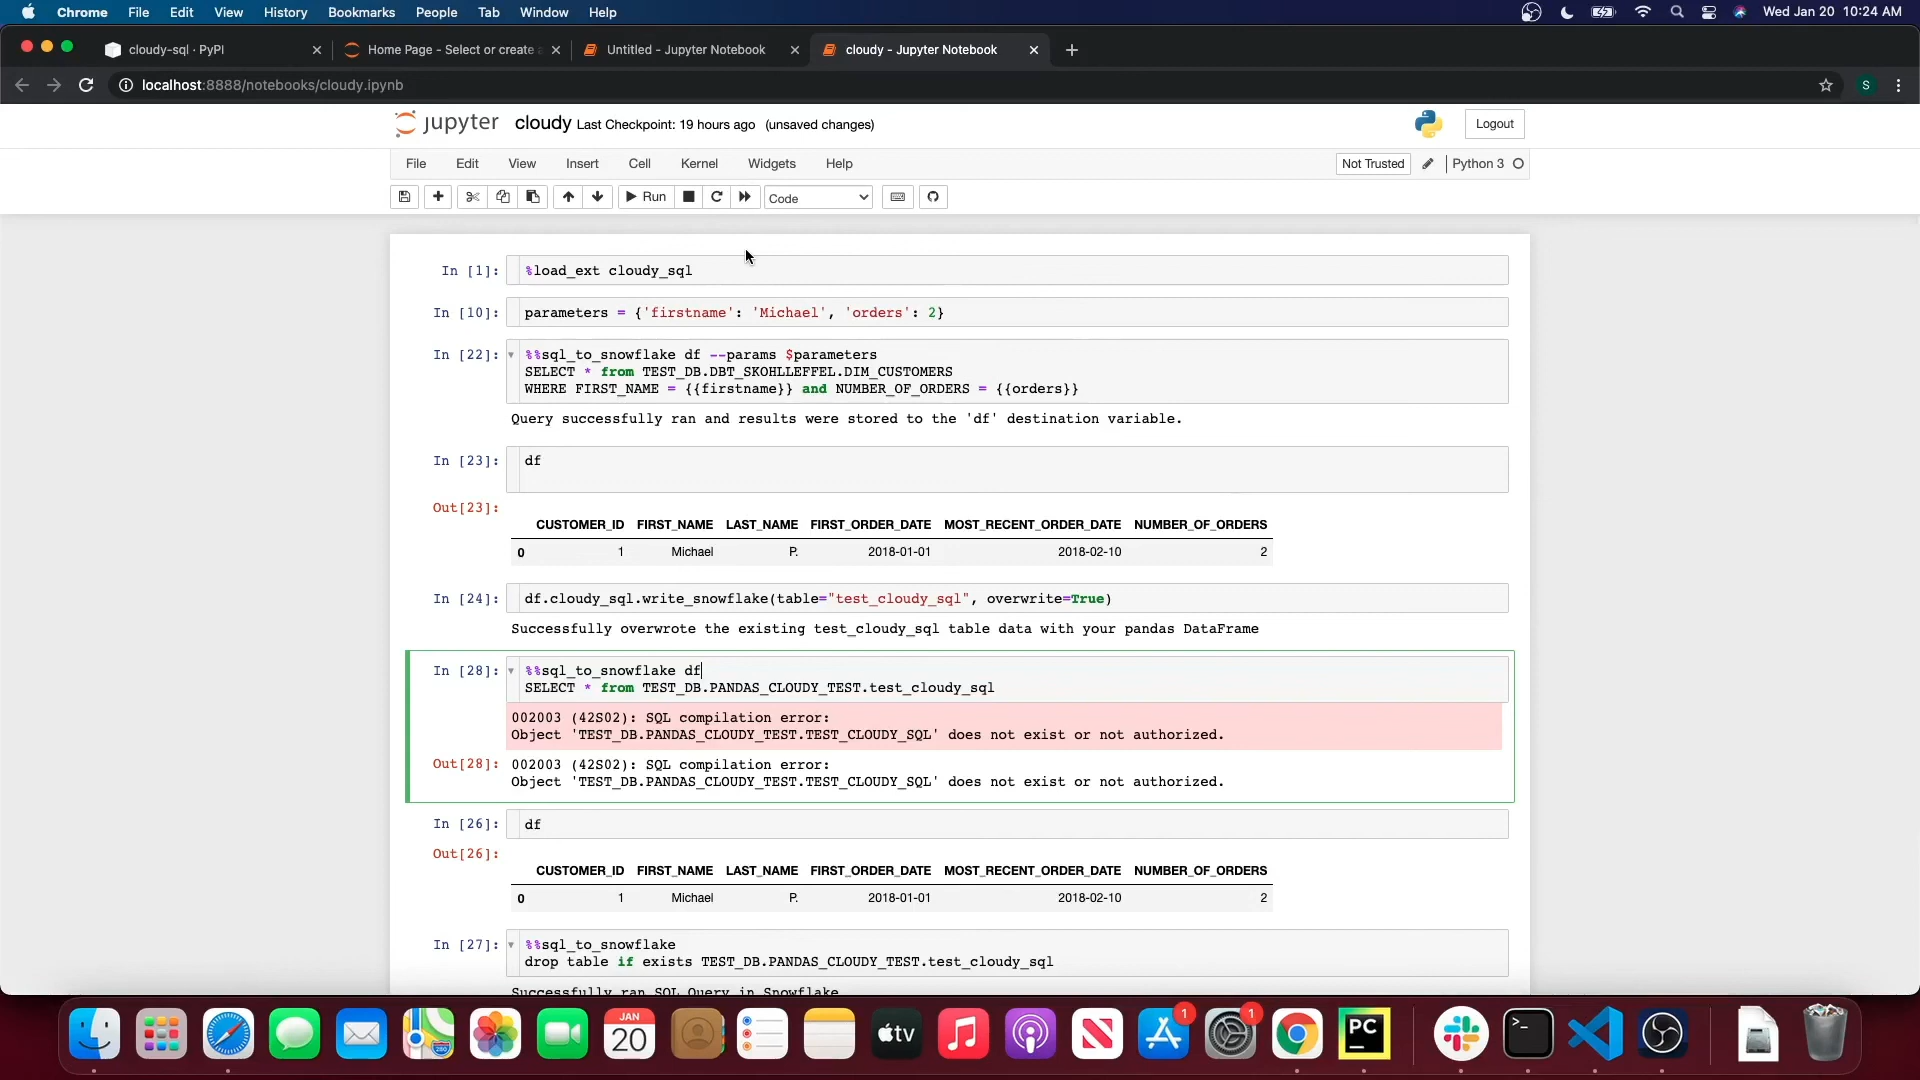 Chrome File Edit View History Bookmarks People Tab Window Help Wed Jan 20 10:24 AM
cloudy-sql · PyPI Home Page - Select or create a Untitled - Jupyter Notebook cloudy - Jupyter Notebook
localhost:8888/notebooks/cloudy.ipynb S
jupyter cloudy Last Checkpoint: 19 hours ago (unsaved changes) Logout
File Edit View Insert Cell Kernel Widgets Help Not Trusted Python 3
Run Code
In [1]: %load_ext cloudy_sql
In [10]: parameters = {'firstname': 'Michael', 'orders': 2}
In [22]: %%sql_to_snowflake df --params $parameters
SELECT * from TEST_DB.DBT_SKOHLLEFFEL.DIM_CUSTOMERS
WHERE FIRST_NAME = {{firstname}} and NUMBER_OF_ORDERS = {{orders}}
Query successfully ran and results were stored to the 'df' destination variable.
In [23]: df
Out[23]:
CUSTOMER_ID FIRST_NAME LAST_NAME FIRST_ORDER_DATE MOST_RECENT_ORDER_DATE NUMBER_OF_ORDERS
0 1 Michael P. 2018-01-01 2018-02-10 2
In [24]: df.cloudy_sql.write_snowflake(table="test_cloudy_sql", overwrite=True)
Successfully overwrote the existing test_cloudy_sql table data with your pandas DataFrame
In [28]: %%sql_to_snowflake df
SELECT * from TEST_DB.PANDAS_CLOUDY_TEST.test_cloudy_sql
002003 (42S02): SQL compilation error:
Object 'TEST_DB.PANDAS_CLOUDY_TEST.TEST_CLOUDY_SQL' does not exist or not authorized.
Out[28]: 002003 (42S02): SQL compilation error:
Object 'TEST_DB.PANDAS_CLOUDY_TEST.TEST_CLOUDY_SQL' does not exist or not authorized.
In [26]: df
Out[26]:
CUSTOMER_ID FIRST_NAME LAST_NAME FIRST_ORDER_DATE MOST_RECENT_ORDER_DATE NUMBER_OF_ORDERS
0 1 Michael P. 2018-01-01 2018-02-10 2
In [27]: %%sql_to_snowflake
drop table if exists TEST_DB.PANDAS_CLOUDY_TEST.test_cloudy_sql
Successfully ran SQL Query in Snowflake
JAN
20
280
tv
1
1
PC